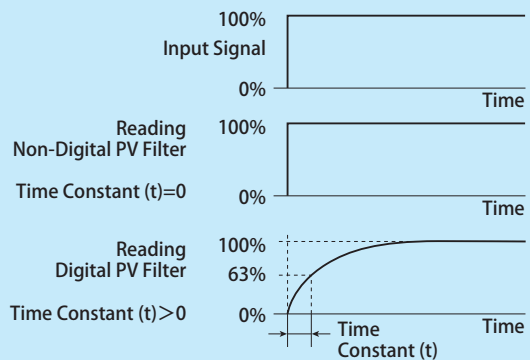 100%
Input Signal
0%
Time
Reading
Non-Digital PV Filter
100%
Time Constant (t)=0
0%
Time
Reading
Digital PV Filter
100%
63%
Time Constant (t)>0
0%
Time
Time
Constant (t)